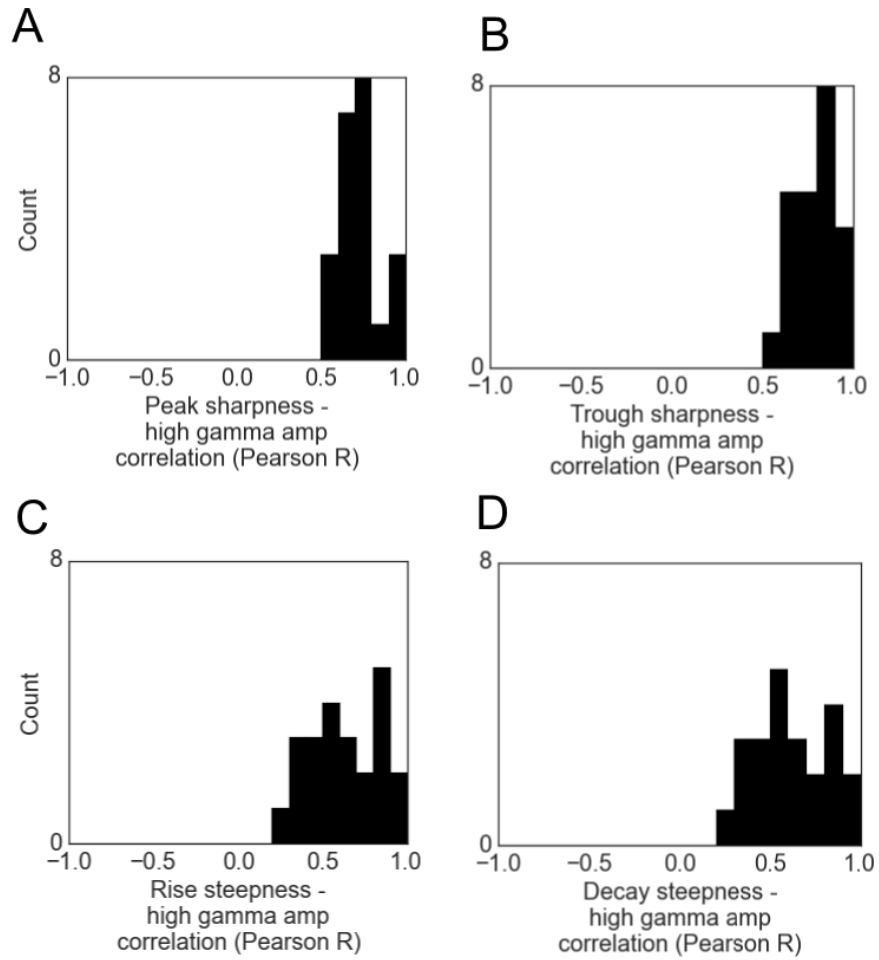 A
8
Count
0
−1.0 −0.5 0.0 0.5 1.0
Peak sharpness -
high gamma amp
correlation (Pearson R)
B
8
0
−1.0 −0.5 0.0 0.5 1.0
Trough sharpness -
high gamma amp
correlation (Pearson R)
C
8
Count
0
−1.0 −0.5 0.0 0.5 1.0
Rise steepness -
high gamma amp
correlation (Pearson R)
D
8
0
−1.0 −0.5 0.0 0.5 1.0
Decay steepness -
high gamma amp
correlation (Pearson R)